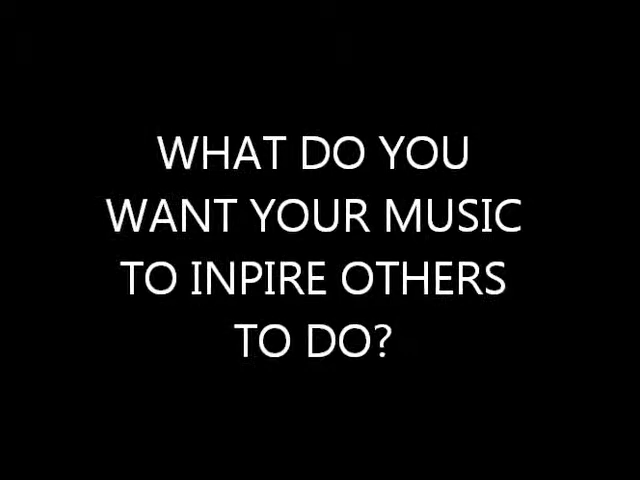 WHAT DO YOU
WANT YOUR MUSIC
TO INPIRE OTHERS
TO DO?